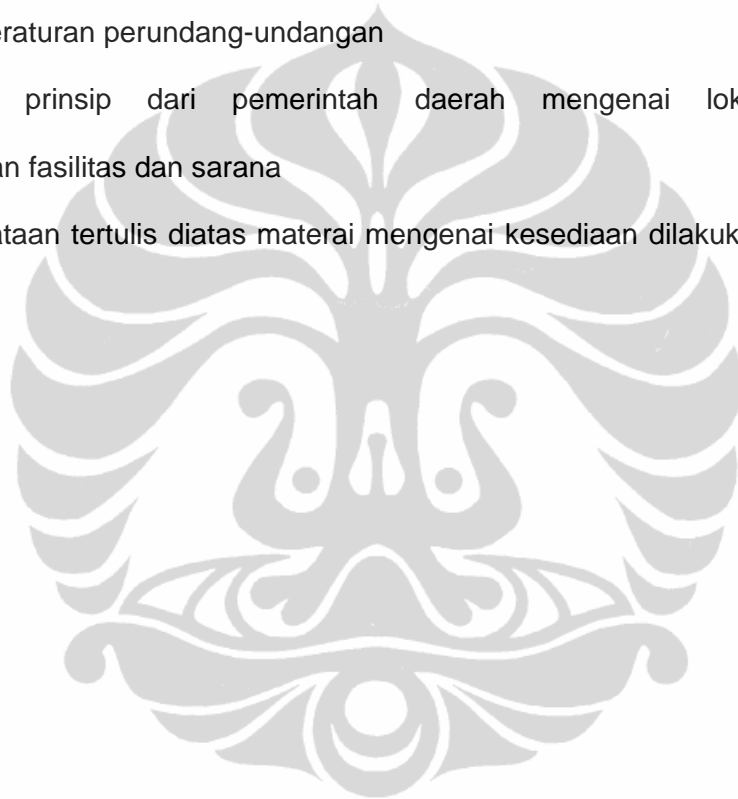 eraturan perundang-undangan
prinsip dari pemerintah daerah mengenai lok
an fasilitas dan sarana
ataan tertulis diatas materai mengenai kesediaan dilakuk